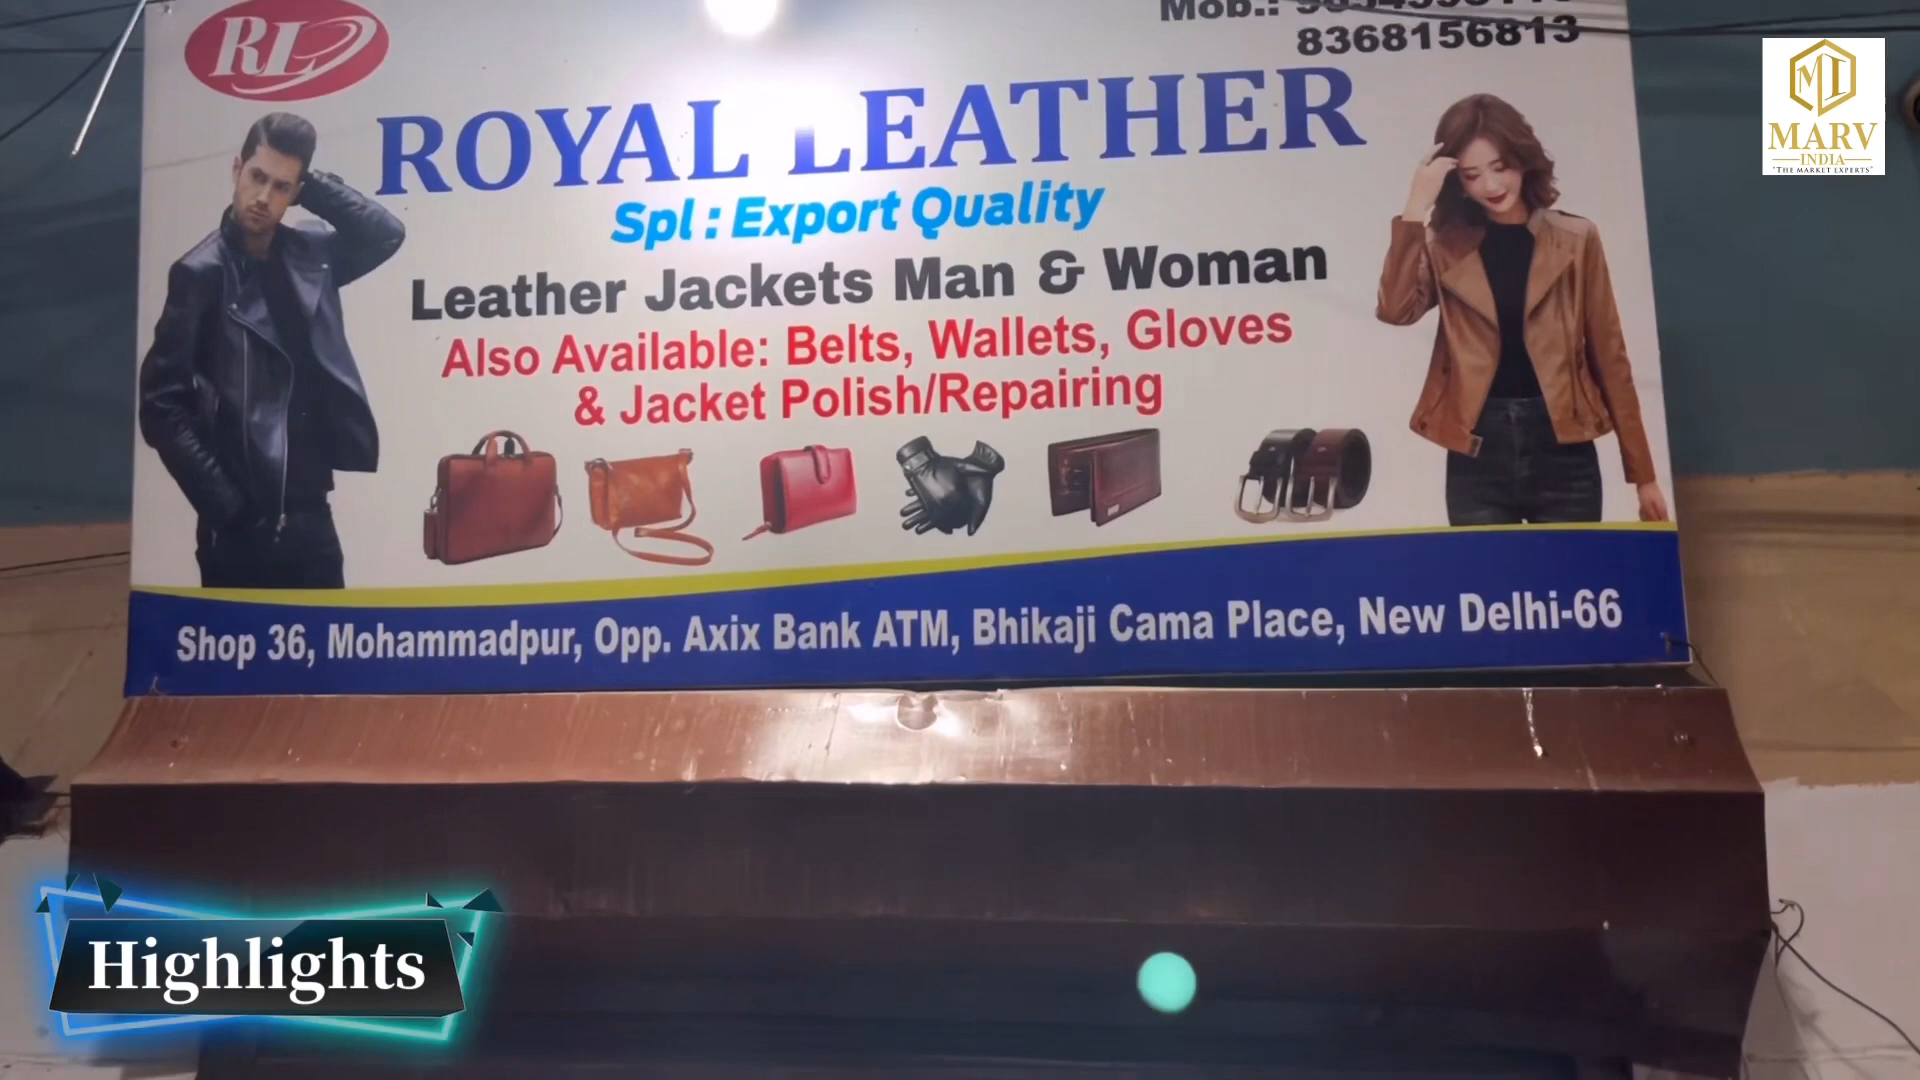 RL
Mob.:
8368156813
ROYAL LEATHER
Spl : Export Quality
Leather Jackets Man & Woman
Also Available: Belts, Wallets, Gloves
& Jacket Polish/Repairing
Shop 36, Mohammadpur, Opp. Axix Bank ATM, Bhikaji Cama Place, New Delhi-66
MI
MARV
INDIA
"THE MARKET EXPERTS"
Highlights